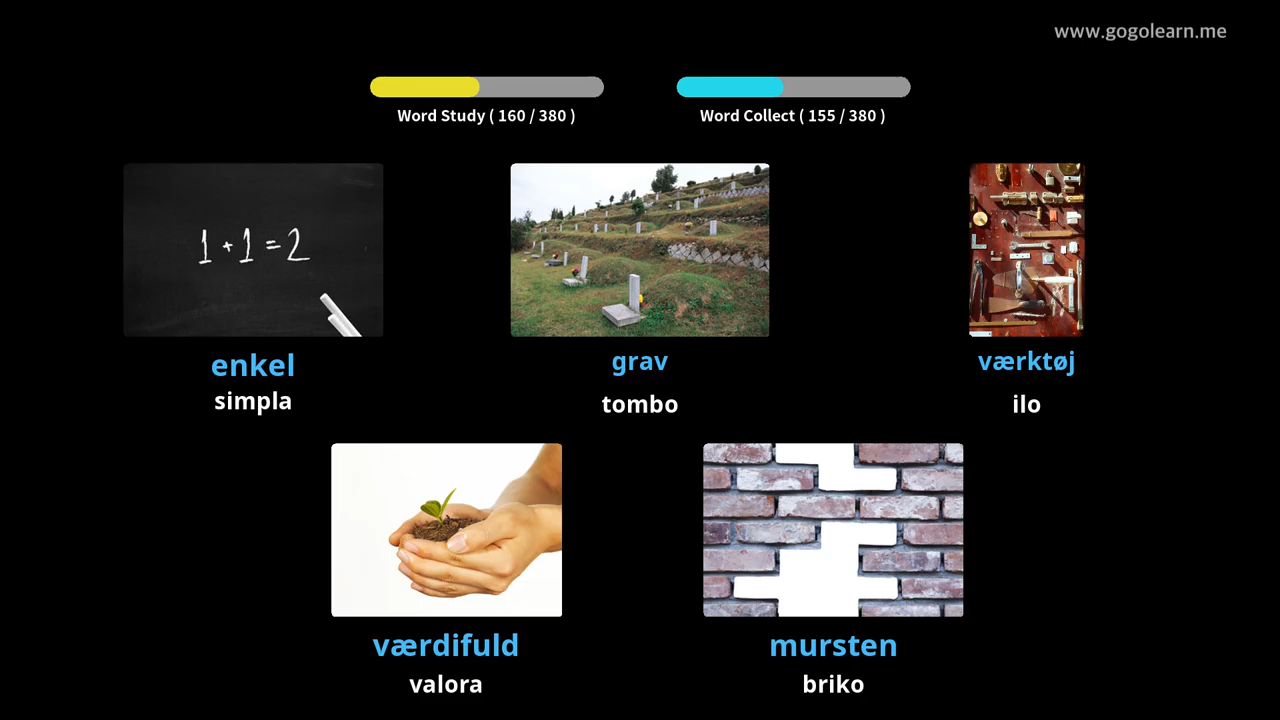 www.gogolearn.me
Word Study ( 160 / 380 )
Word Collect ( 155 / 380 )
1 + 1 = 2
enkel
simpla
grav
tombo
værktøj
ilo
værdifuld
valora
mursten
briko